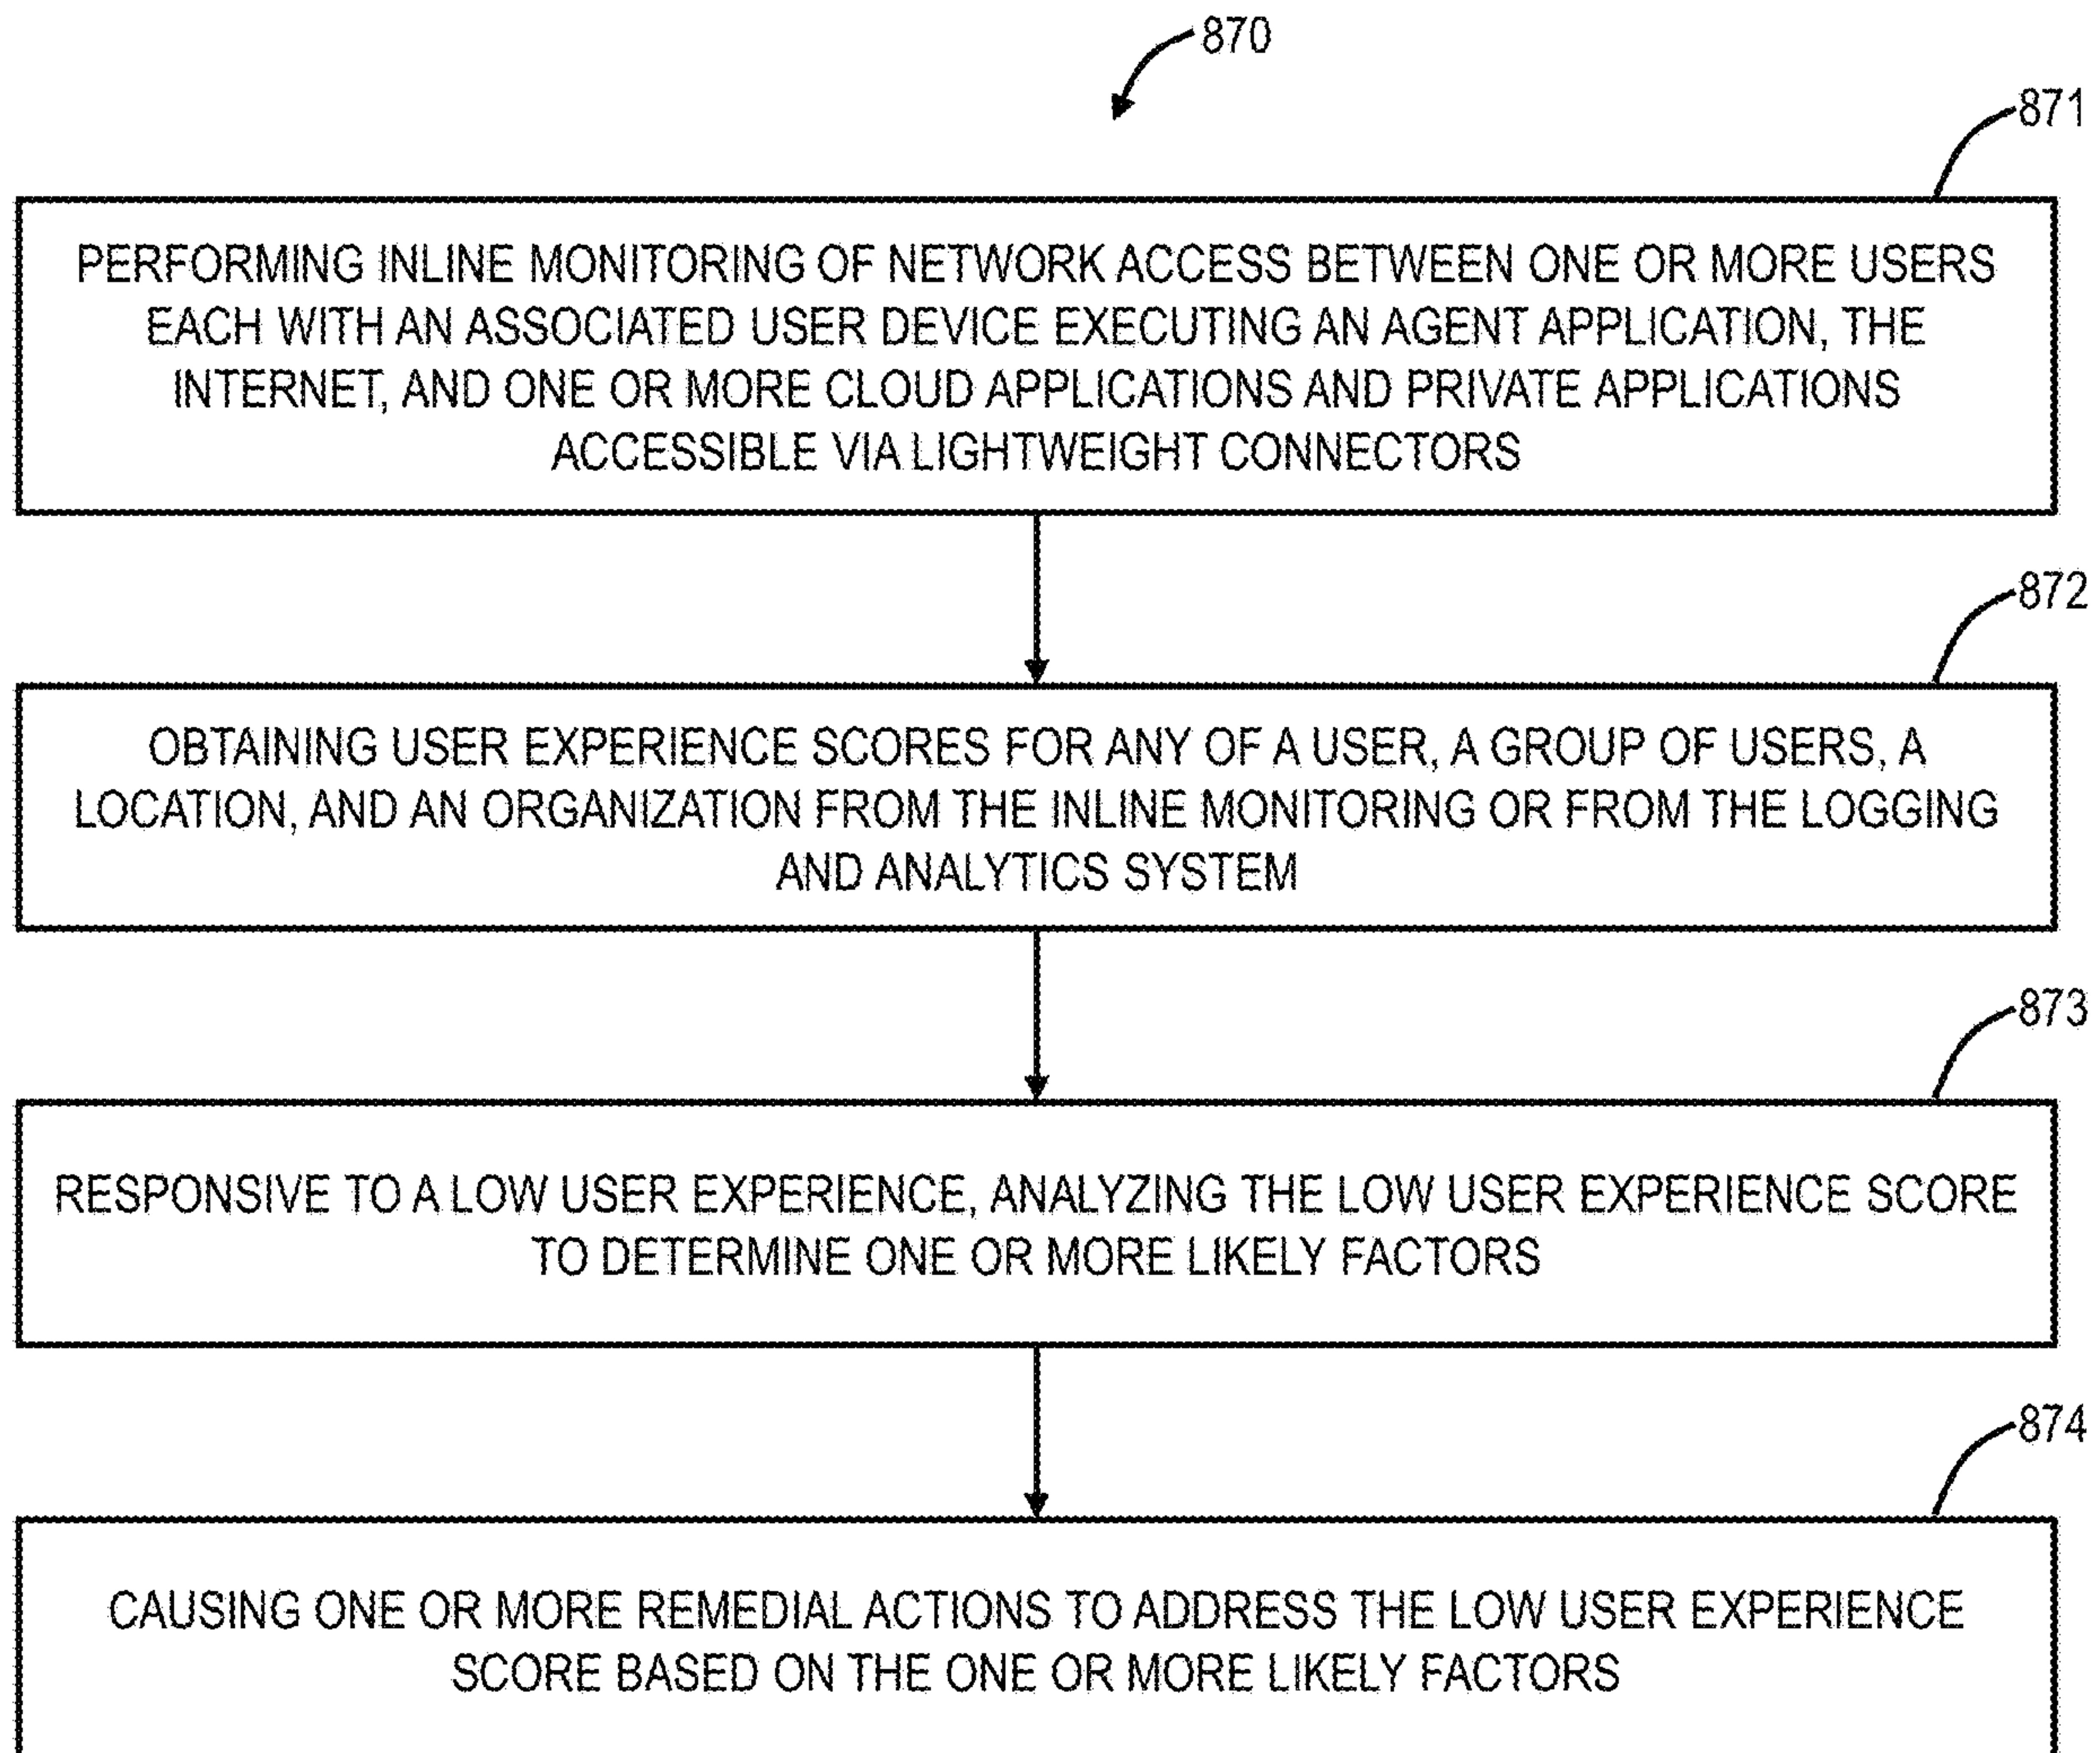 870
871
PERFORMING INLINE MONITORING OF NETWORK ACCESS BETWEEN ONE OR MORE USERS
EACH WITH AN ASSOCIATED USER DEVICE EXECUTING AN AGENT APPLICATION, THE
INTERNET, AND ONE OR MORE CLOUD APPLICATIONS AND PRIVATE APPLICATIONS
ACCESSIBLE VIA LIGHTWEIGHT CONNECTORS
872
OBTAINING USER EXPERIENCE SCORES FOR ANY OF A USER, A GROUP OF USERS, A
LOCATION, AND AN ORGANIZATION FROM THE INLINE MONITORING OR FROM THE LOGGING
AND ANALYTICS SYSTEM
873
RESPONSIVE TO A LOW USER EXPERIENCE, ANALYZING THE LOW USER EXPERIENCE SCORE
TO DETERMINE ONE OR MORE LIKELY FACTORS
874
CAUSING ONE OR MORE REMEDIAL ACTIONS TO ADDRESS THE LOW USER EXPERIENCE
SCORE BASED ON THE ONE OR MORE LIKELY FACTORS